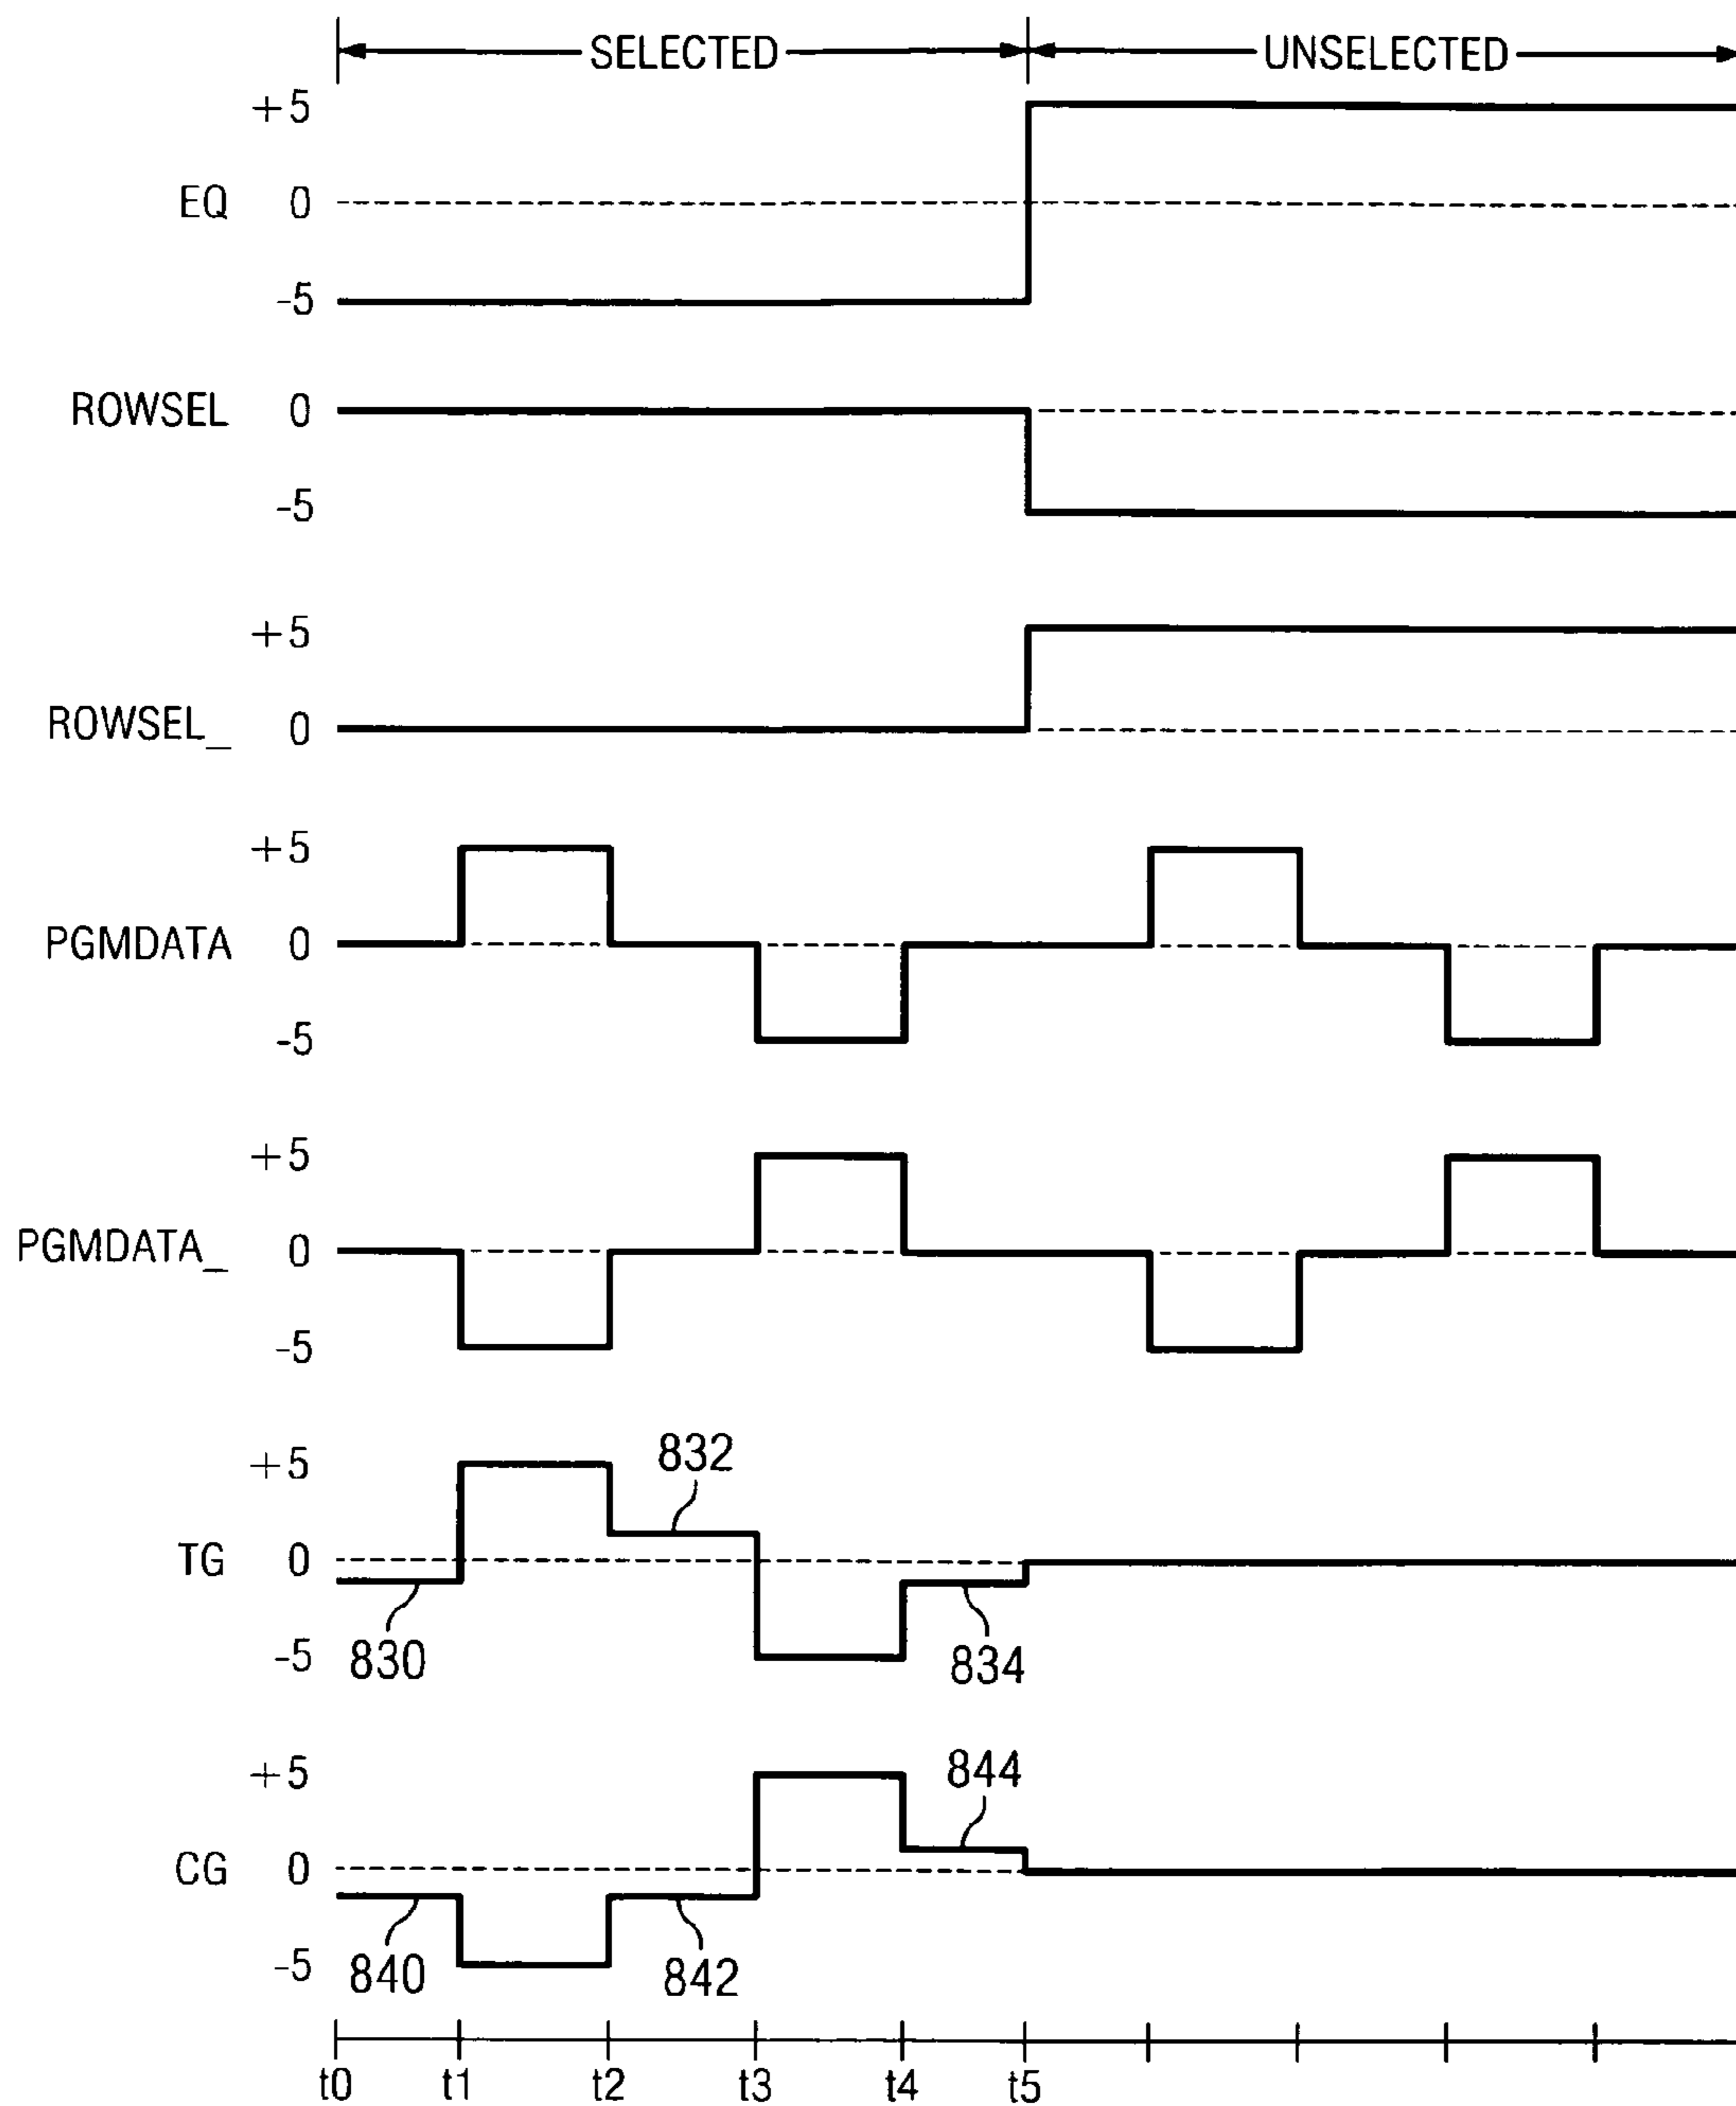 SELECTED UNSELECTED
+5
EQ 0
-5
ROWSEL 0
-5
+5
ROWSEL_ 0
+5
PGMDATA 0
-5
+5
PGMDATA_ 0
-5
+5 832
TG 0
-5 830 834
+5 844
CG 0
-5 840 842
t0 t1 t2 t3 t4 t5